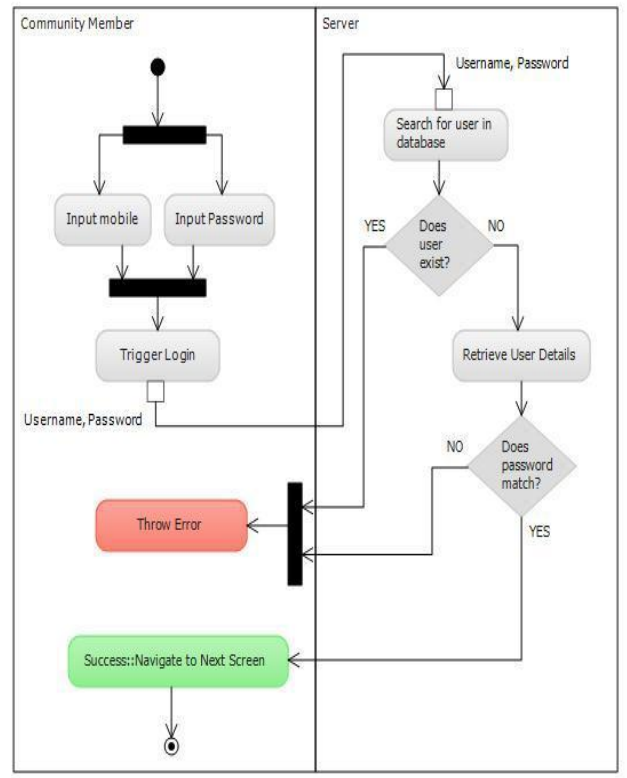 Community Member
Input mobile
Input Password
Trigger Login
Username, Password
Throw Error
Success::Navigate to Next Screen
Server
Username, Password
Search for user in
database
Does
user
exist?
YES
NO
Retrieve User Details
Does
password
match?
NO
YES